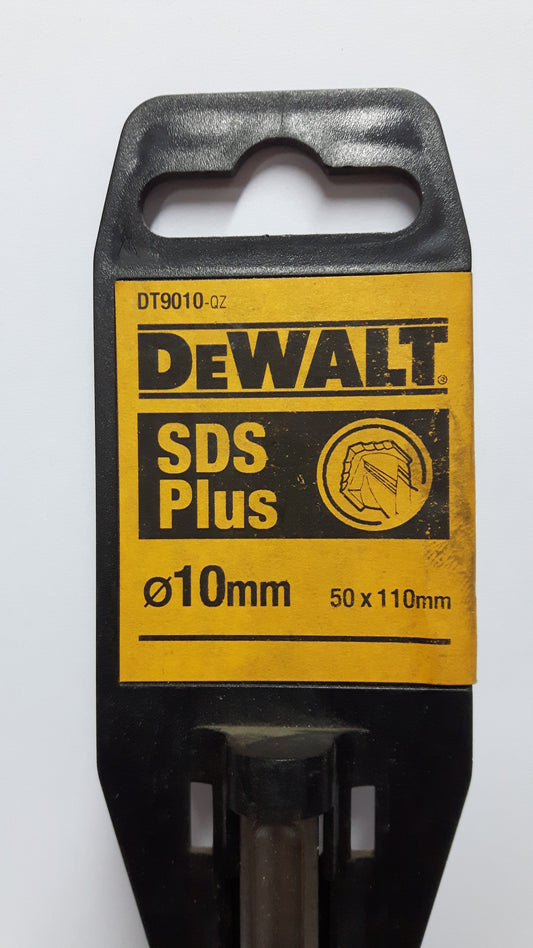 DT9010-QZ
DEWALT®
SDS
Plus
ø10mm 50 x 110mm